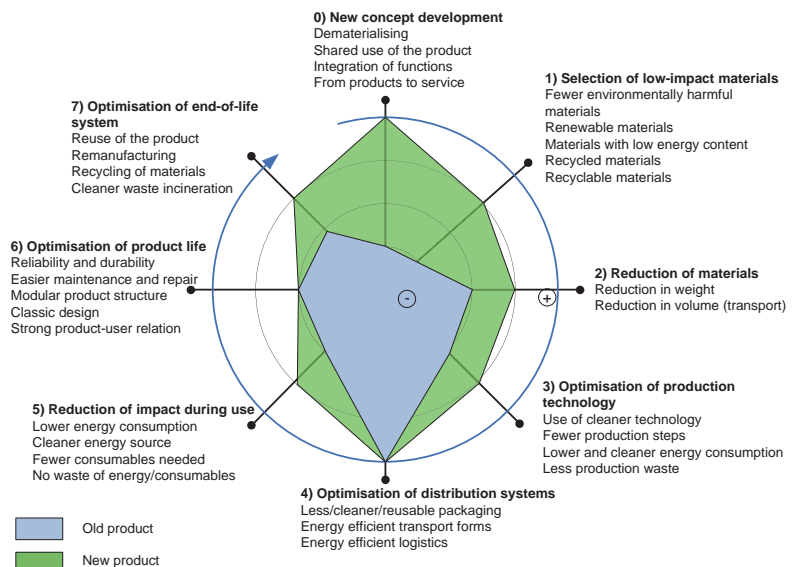 0) New concept development
Dematerialising
Shared use of the product
Integration of functions
From products to service
1) Selection of low-impact materials
Fewer environmentally harmful
materials
Renewable materials
Materials with low energy content
Recycled materials
Recyclable materials
2) Reduction of materials
Reduction in weight
Reduction in volume (transport)
3) Optimisation of production
technology
Use of cleaner technology
Fewer production steps
Lower and cleaner energy consumption
Less production waste
4) Optimisation of distribution systems
Less/cleaner/reusable packaging
Energy efficient transport forms
Energy efficient logistics
5) Reduction of impact during use
Lower energy consumption
Cleaner energy source
Fewer consumables needed
No waste of energy/consumables
6) Optimisation of product life
Reliability and durability
Easier maintenance and repair
Modular product structure
Classic design
Strong product-user relation
7) Optimisation of end-of-life
system
Reuse of the product
Remanufacturing
Recycling of materials
Cleaner waste incineration
-
+
Old product
New product